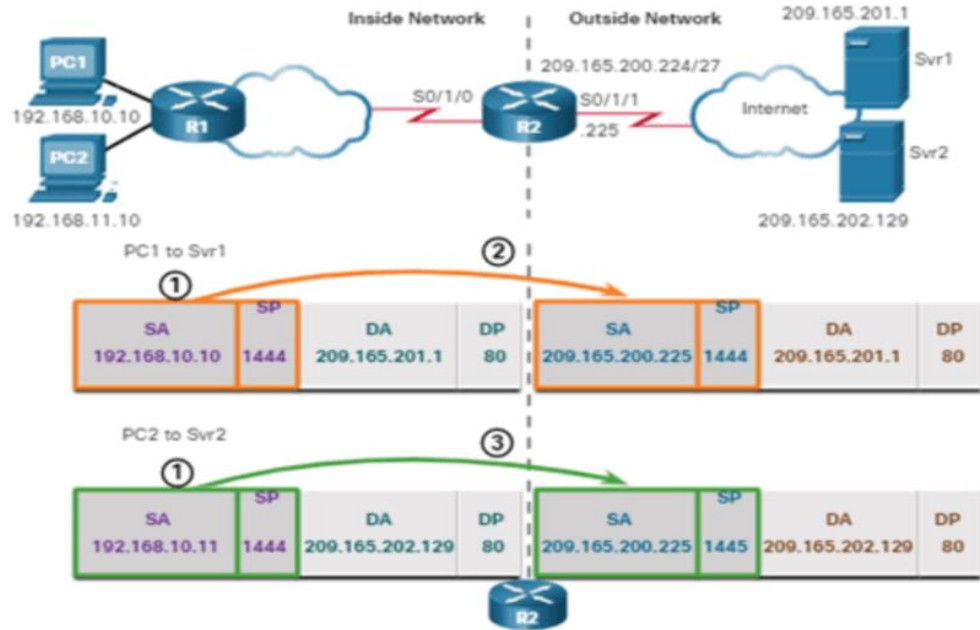 Inside Network
Outside Network
209.165.201.1
PC1
Svr1
209.165.200.224/27
192.168.10.10
R1
S0/1/0
R2
S0/1/1
.225
Internet
PC2
Svr2
192.168.11.10
209.165.202.129
PC1 to Svr1
①
②
SA SP DA DP SA SP DA DP
192.168.10.10 1444 209.165.201.1 80 209.165.200.225 1444 209.165.201.1 80
PC2 to Svr2
①
③
SA SP DA DP SA SP DA DP
192.168.10.11 1444 209.165.202.129 80 209.165.200.225 1445 209.165.202.129 80
R2